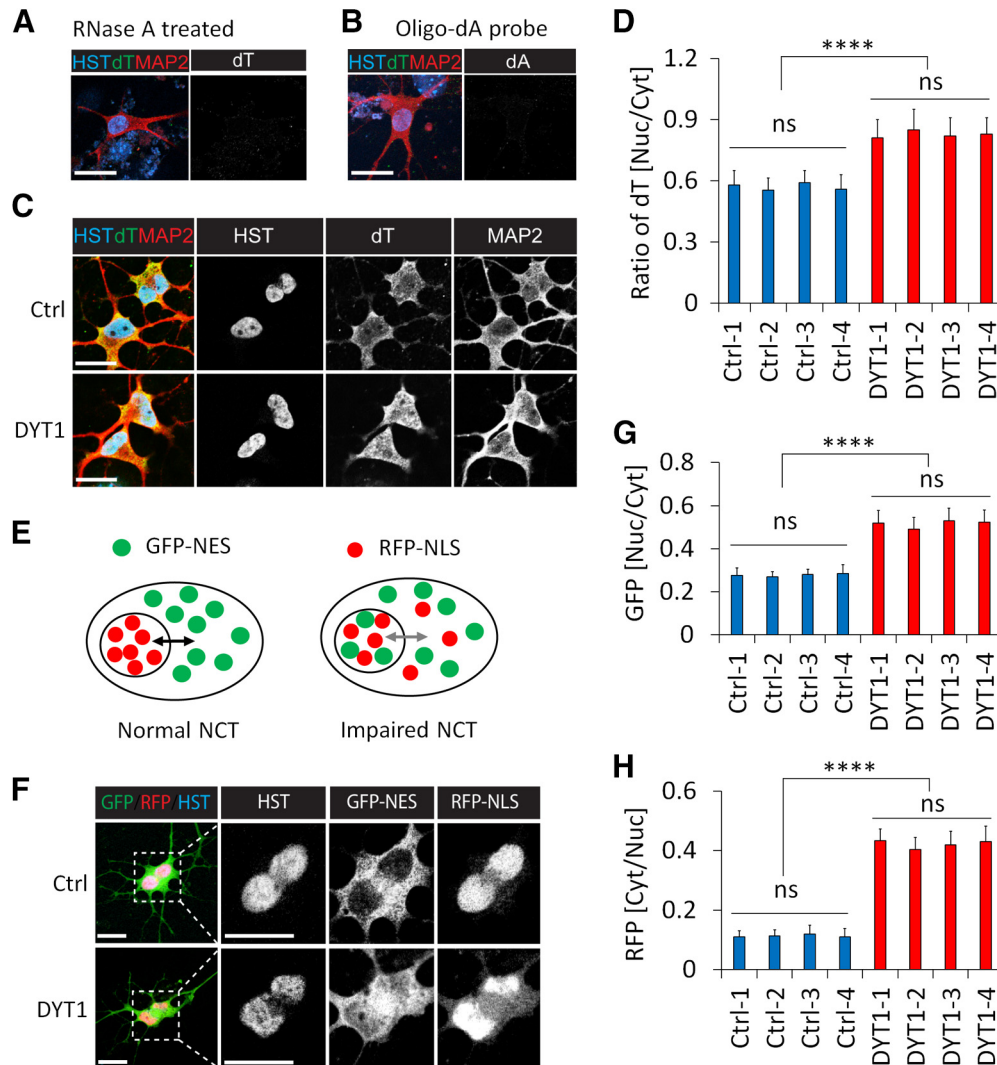 A
RNase A treated
HSTdTMAP2
dT
B
Oligo-dA probe
HSTdTMAP2
dA
C
HSTdTMAP2
HST
dT
MAP2
Ctrl
DYT1
D
Ratio of dT [Nuc/Cyt]
1.2
0.9
0.6
0.3
0
****
ns
ns
Ctrl-1
Ctrl-2
Ctrl-3
Ctrl-4
DYT1-1
DYT1-2
DYT1-3
DYT1-4
E
GFP-NES
RFP-NLS
Normal NCT
Impaired NCT
F
GFP/RFP/HST
HST
GFP-NES
RFP-NLS
Ctrl
DYT1
G
GFP [Nuc/Cyt]
0.8
0.6
0.4
0.2
0
****
ns
ns
Ctrl-1
Ctrl-2
Ctrl-3
Ctrl-4
DYT1-1
DYT1-2
DYT1-3
DYT1-4
H
RFP [Cyt/Nuc]
0.6
0.4
0.2
0
****
ns
ns
Ctrl-1
Ctrl-2
Ctrl-3
Ctrl-4
DYT1-1
DYT1-2
DYT1-3
DYT1-4